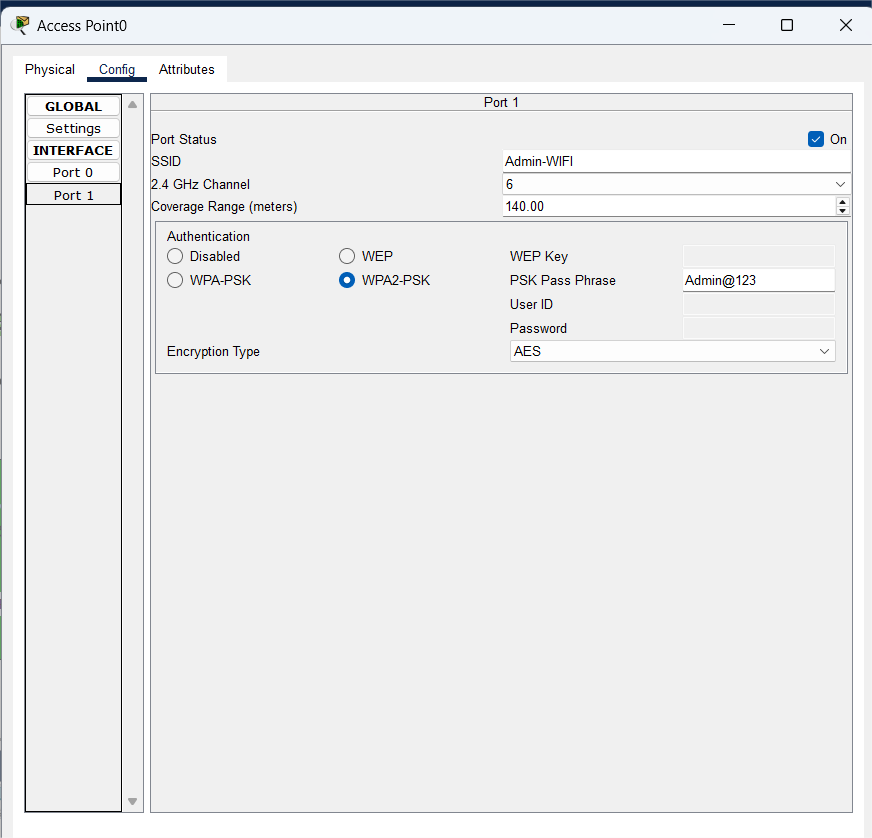 Access Point0
Physical Config Attributes
GLOBAL
Settings
INTERFACE
Port 0
Port 1
Port 1
Port Status On
SSID Admin-WIFI
2.4 GHz Channel 6
Coverage Range (meters) 140.00
Authentication
Disabled WEP WEP Key
WPA-PSK WPA2-PSK PSK Pass Phrase Admin@123
User ID
Password
Encryption Type AES